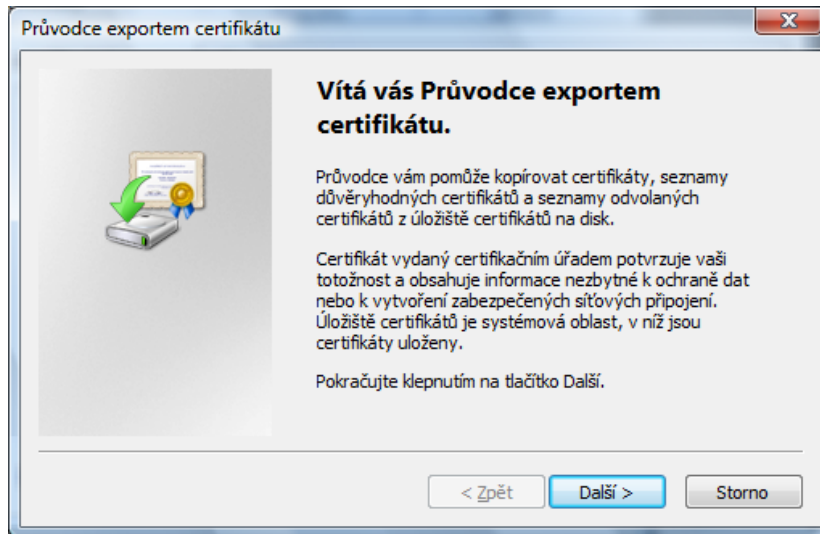 Průvodce exportem certifikátu
Vítá vás Průvodce exportem
certifikátu.
Průvodce vám pomůže kopírovat certifikáty, seznamy
důvěryhodných certifikátů a seznamy odvolaných
certifikátů z úložiště certifikátů na disk.
Certifikát vydaný certifikačním úřadem potvrzuje vaši
totožnost a obsahuje informace nezbytné k ochraně dat
nebo k vytvoření zabezpečených síťových připojení.
Úložiště certifikátů je systémová oblast, v níž jsou
certifikáty uloženy.
Pokračujte klepnutím na tlačítko Další.
< Zpět Další > Storno